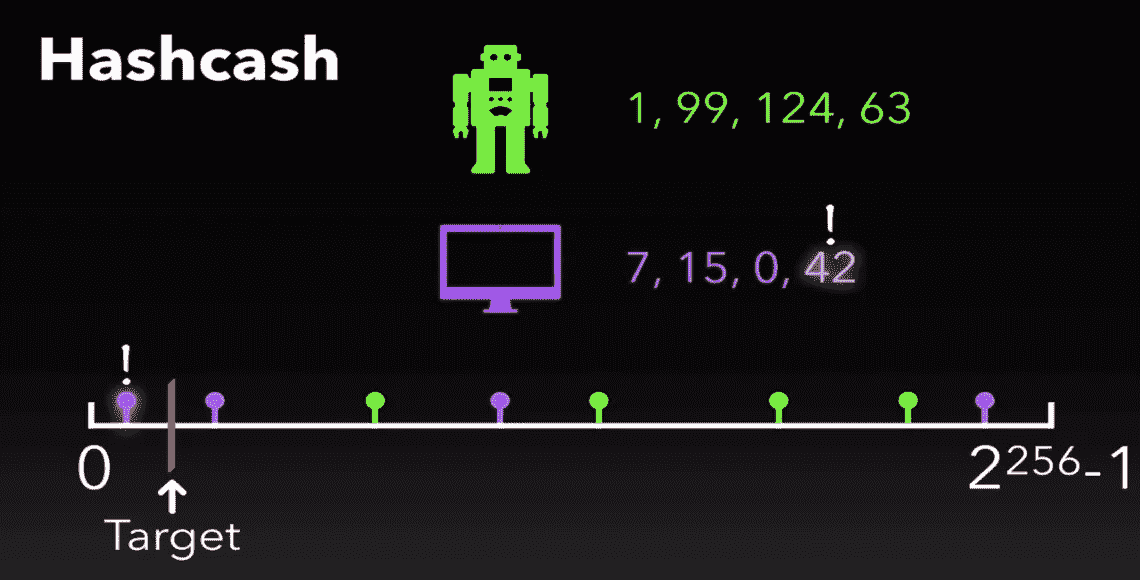 Hashcash
1, 99, 124, 63
!
7, 15, 0, 42
!
0
2²⁵⁶-1
Target